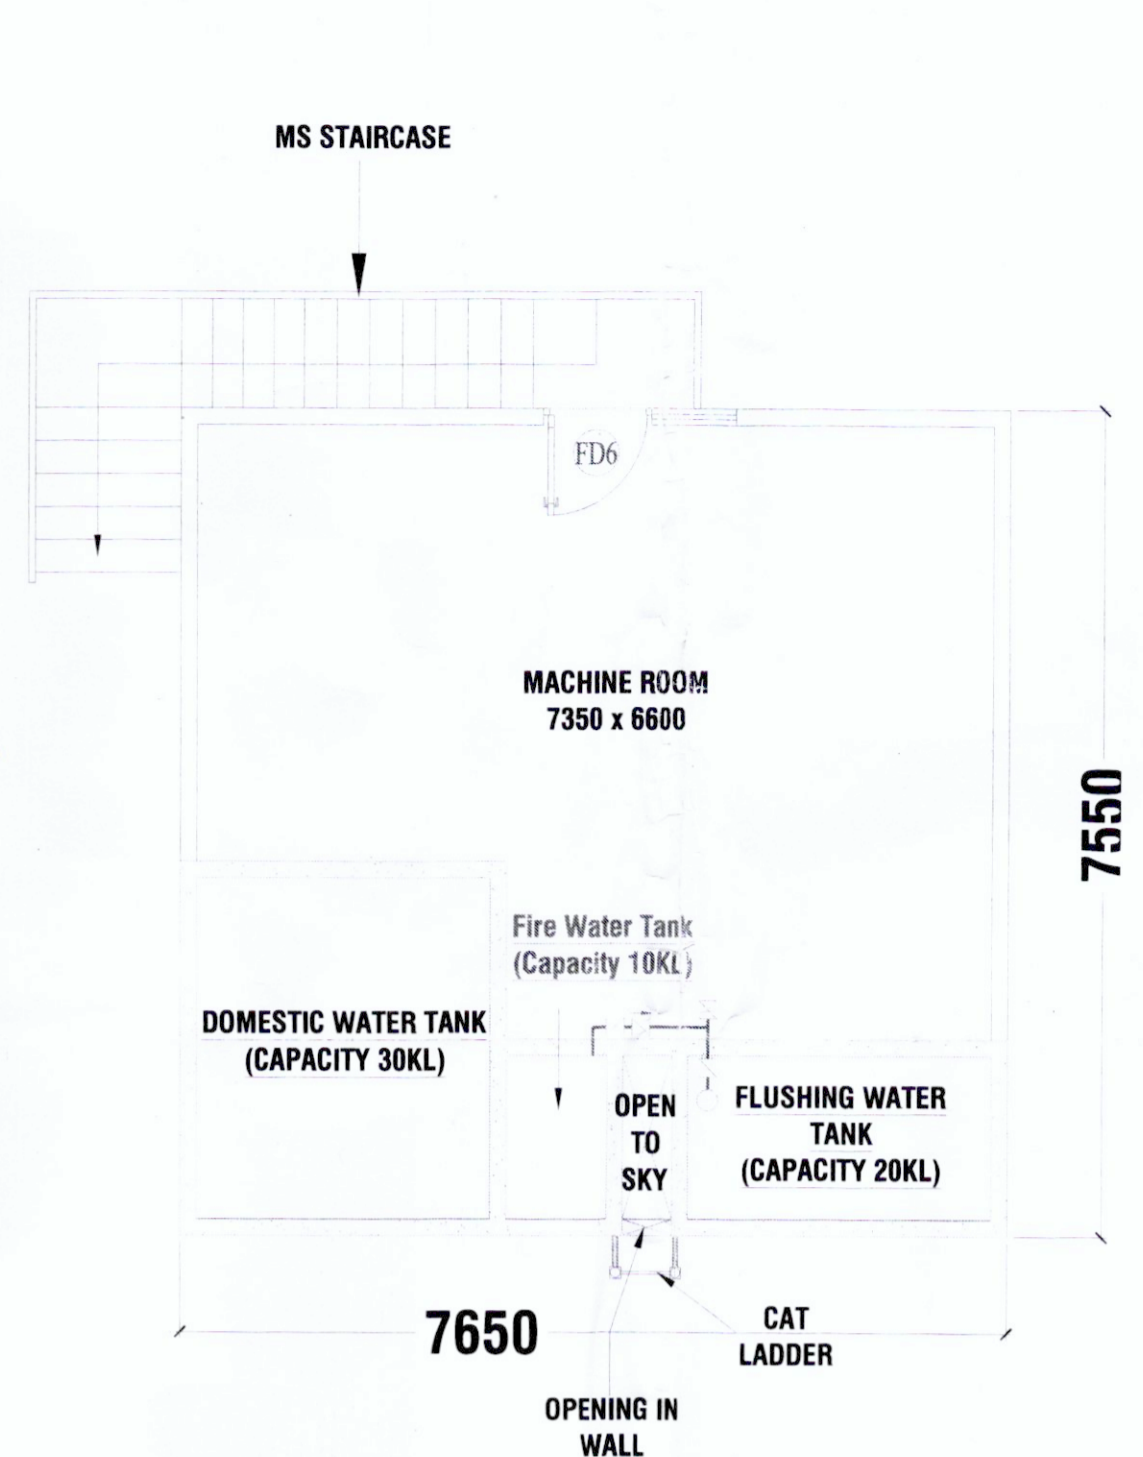 MS STAIRCASE
FD6
MACHINE ROOM
7350 x 6600
7550
Fire Water Tank
(Capacity 10KL)
DOMESTIC WATER TANK
(CAPACITY 30KL)
OPEN
TO
SKY
FLUSHING WATER
TANK
(CAPACITY 20KL)
7650
CAT
LADDER
OPENING IN
WALL